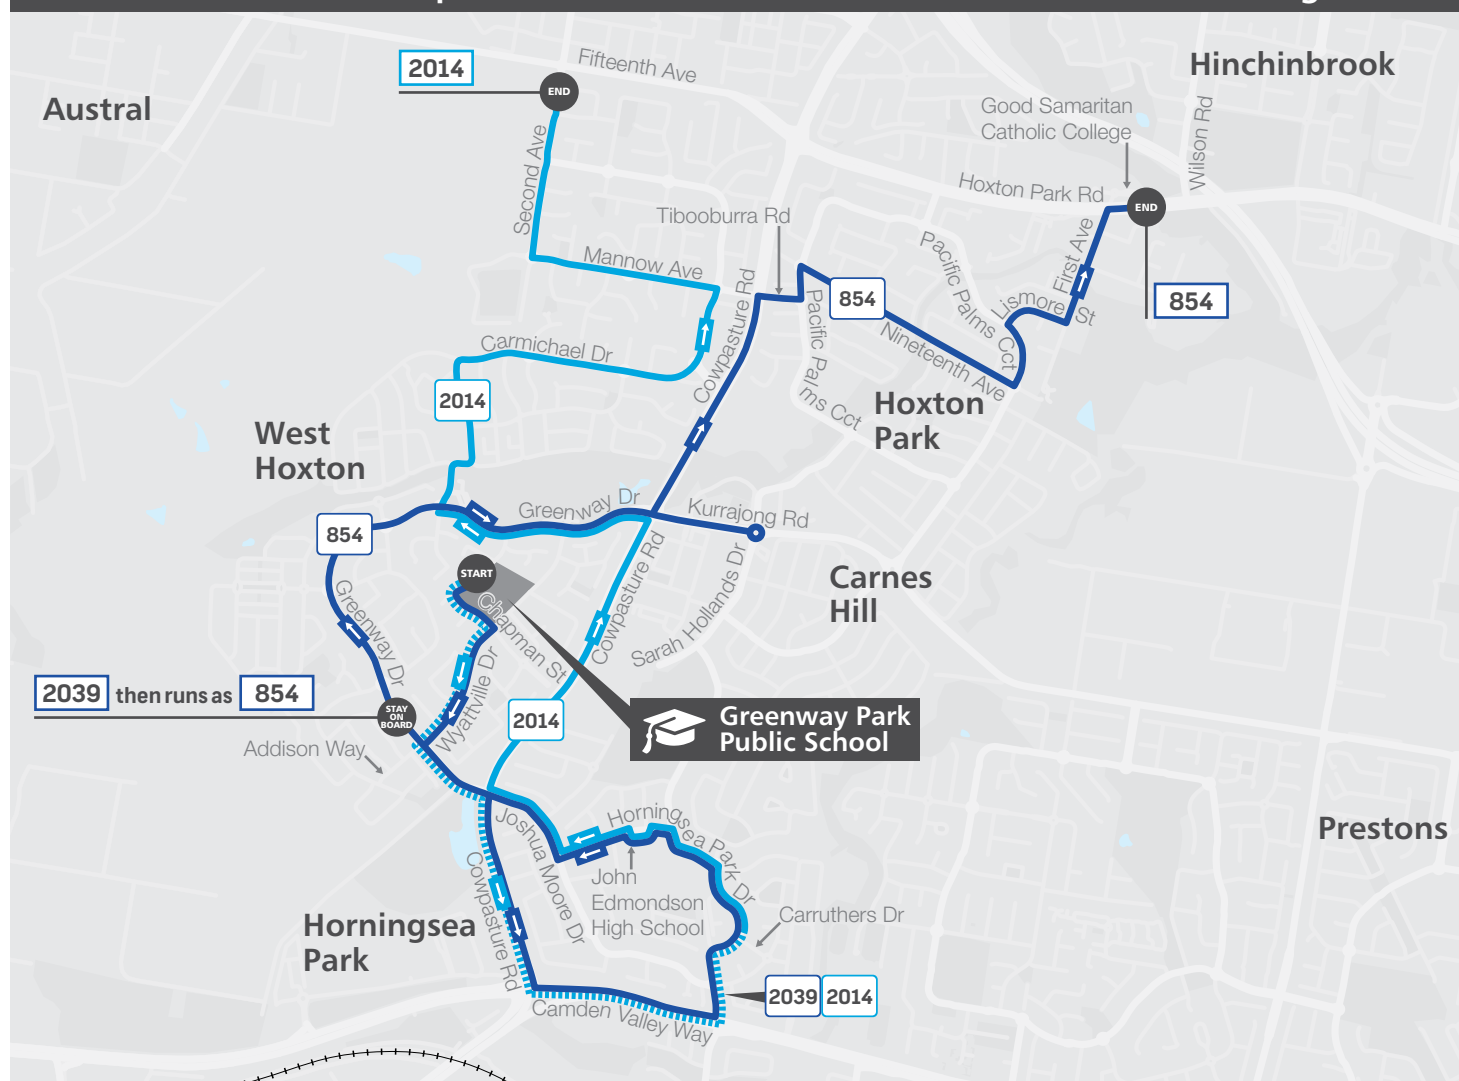 2014
END
Fifteenth Ave
Hinchinbrook
Austral
Good Samaritan
Catholic College
Wilson Rd
Second Ave
Hoxton Park Rd
END
Tibooburra Rd
Mannow Ave
Pacific Palms Cct
First Ave
Cowpasture Rd
Pacific Palms Cct
854
Lismore St
854
Nineteenth Ave
Carmichael Dr
2014
Hoxton
Park
West
Hoxton
Greenway Dr
Kurrajong Rd
854
START
Chapman St
Cowpasture Rd
Sarah Hollands Dr
Carnes
Hill
Greenway Dr
Wyattville Dr
2039 then runs as 854
STAY
ON
BOARD
2014
Greenway Park
Public School
Addison Way
Joshua Moore Dr
Horningsea Park Dr
Prestons
Cowpasture Rd
John
Edmondson
High School
Carruthers Dr
Horningsea
Park
2039 2014
Camden Valley Way